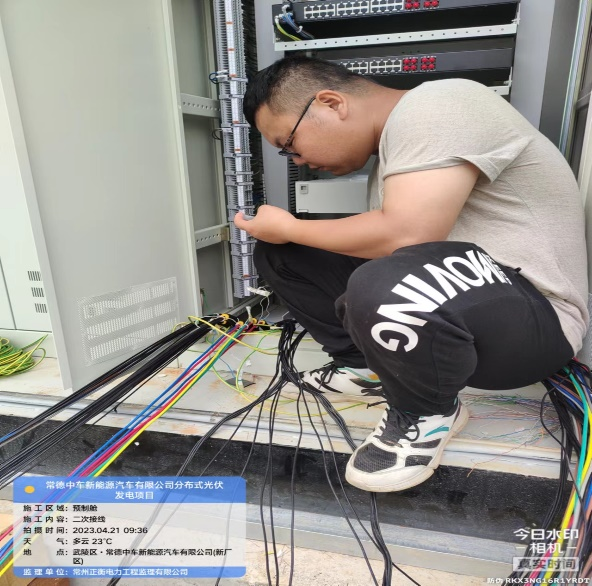 MOVING
常德中车新能源汽车有限公司分布式光伏
发电项目
施工区域：预制舱
施工内容：二次接线
拍摄时间：2023.04.21 09:36
天　　气：多云 23℃
地　　点：武陵区·常德中车新能源汽车有限公司(新厂
区)
监理单位：常州正衡电力工程监理有限公司
今日水印
相机
真实时间
防伪 RKX3NG16R1YRDT